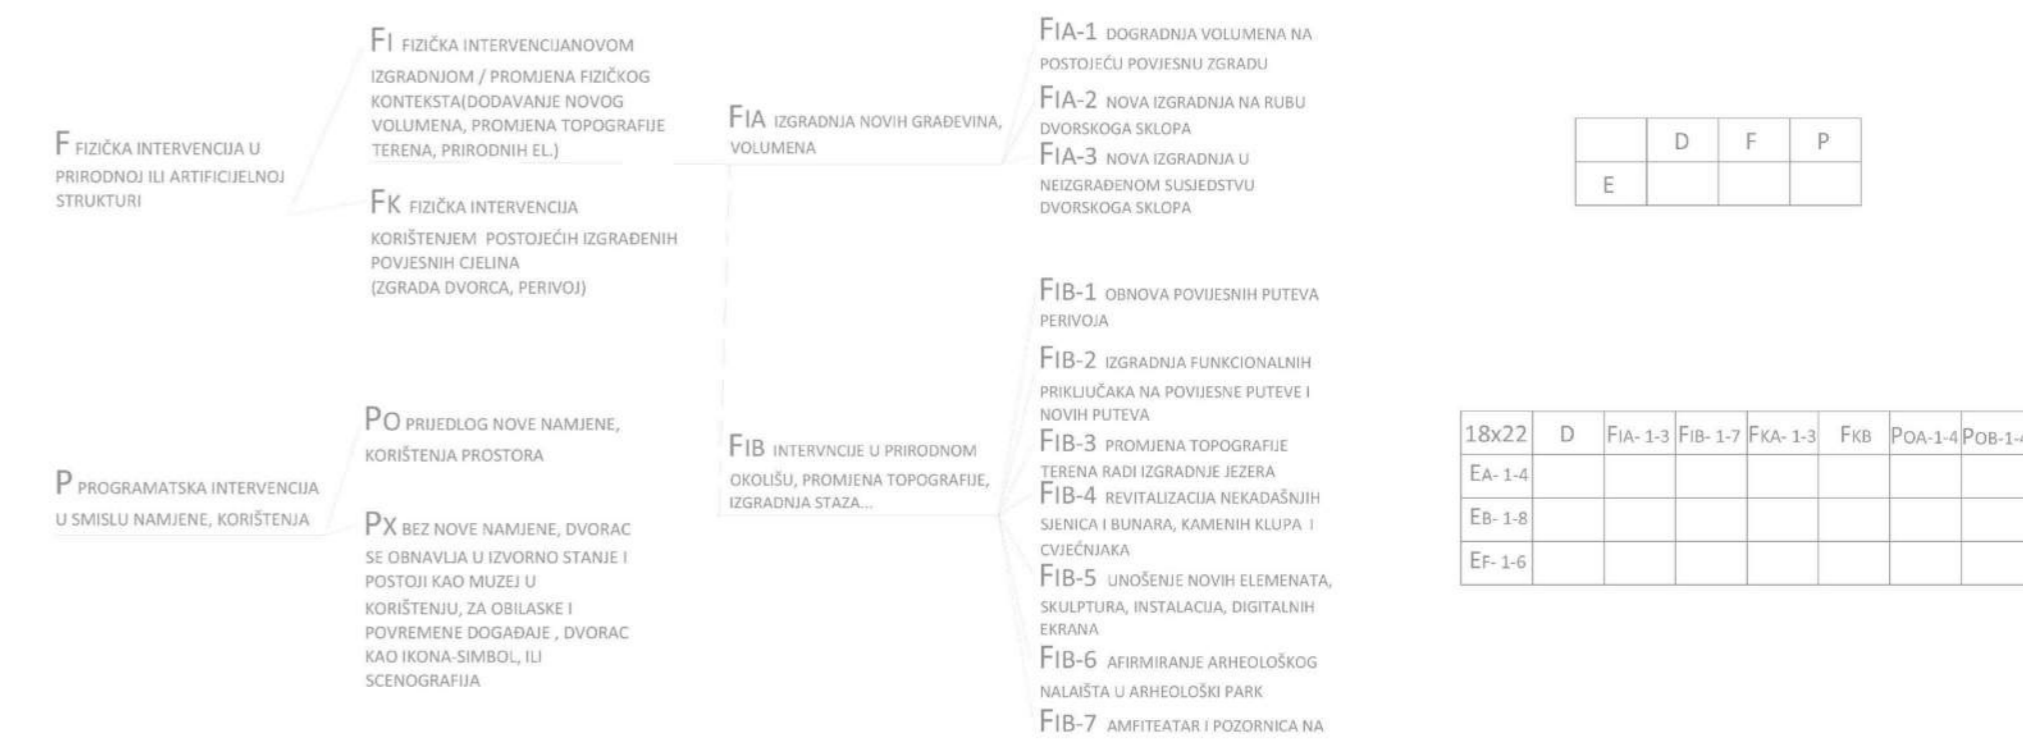 F FIZIČKA INTERVENCIJA U
PRIRODNOJ ILI ARTIFICIJELNOJ
STRUKTURI
P PROGRAMATSKA INTERVENCIJA
U SMISLU NAMJENE, KORIŠTENJA
FI FIZIČKA INTERVENCIJANOVOM
IZGRADNJOM / PROMJENA FIZIČKOG
KONTEKSTA(DODAVANJE NOVOG
VOLUMENA, PROMJENA TOPOGRAFIJE
TERENA, PRIRODNIH EL.)
FK FIZIČKA INTERVENCIJA
KORIŠTENJEM POSTOJEĆIH IZGRAĐENIH
POVJESNIH CJELINA
(ZGRADA DVORCA, PERIVOJ)
PO PRIJEDLOG NOVE NAMJENE,
KORIŠTENJA PROSTORA
PX BEZ NOVE NAMJENE, DVORAC
SE OBNAVLJA U IZVORNO STANJE I
POSTOJI KAO MUZEJ U
KORIŠTENJU, ZA OBILASKE I
POVREMENE DOGAĐAJE , DVORAC
KAO IKONA-SIMBOL, ILI
SCENOGRAFIJA
FIA IZGRADNJA NOVIH GRAĐEVINA,
VOLUMENA
FIB INTERVNCIJE U PRIRODNOM
OKOLIŠU, PROMJENA TOPOGRAFIJE,
IZGRADNJA STAZA...
FIA-1 DOGRADNJA VOLUMENA NA
POSTOJEĆU POVJESNU ZGRADU
FIA-2 NOVA IZGRADNJA NA RUBU
DVORSKOGA SKLOPA
FIA-3 NOVA IZGRADNJA U
NEIZGRAĐENOM SUSJEDSTVU
DVORSKOGA SKLOPA
FIB-1 OBNOVA POVIJESNIH PUTEVA
PERIVOJA
FIB-2 IZGRADNJA FUNKCIONALNIH
PRIKLJUČAKA NA POVIJESNE PUTEVE I
NOVIH PUTEVA
FIB-3 PROMJENA TOPOGRAFIJE
TERENA RADI IZGRADNJE JEZERA
FIB-4 REVITALIZACIJA NEKADAŠNJIH
SJENICA I BUNARA, KAMENIH KLUPA I
CVJEĆNJAKA
FIB-5 UNOŠENJE NOVIH ELEMENATA,
SKULPTURA, INSTALACIJA, DIGITALNIH
EKRANA
FIB-6 AFIRMIRANJE ARHEOLOŠKOG
NALAIŠTA U ARHEOLOŠKI PARK
FIB-7 AMFITEATAR I POZORNICA NA
D F P
E
18x22 D FIA- 1-3 FIB- 1-7 FKA- 1-3 FKB POA-1-4 POB-1-4
EA- 1-4
EB- 1-8
EF- 1-6